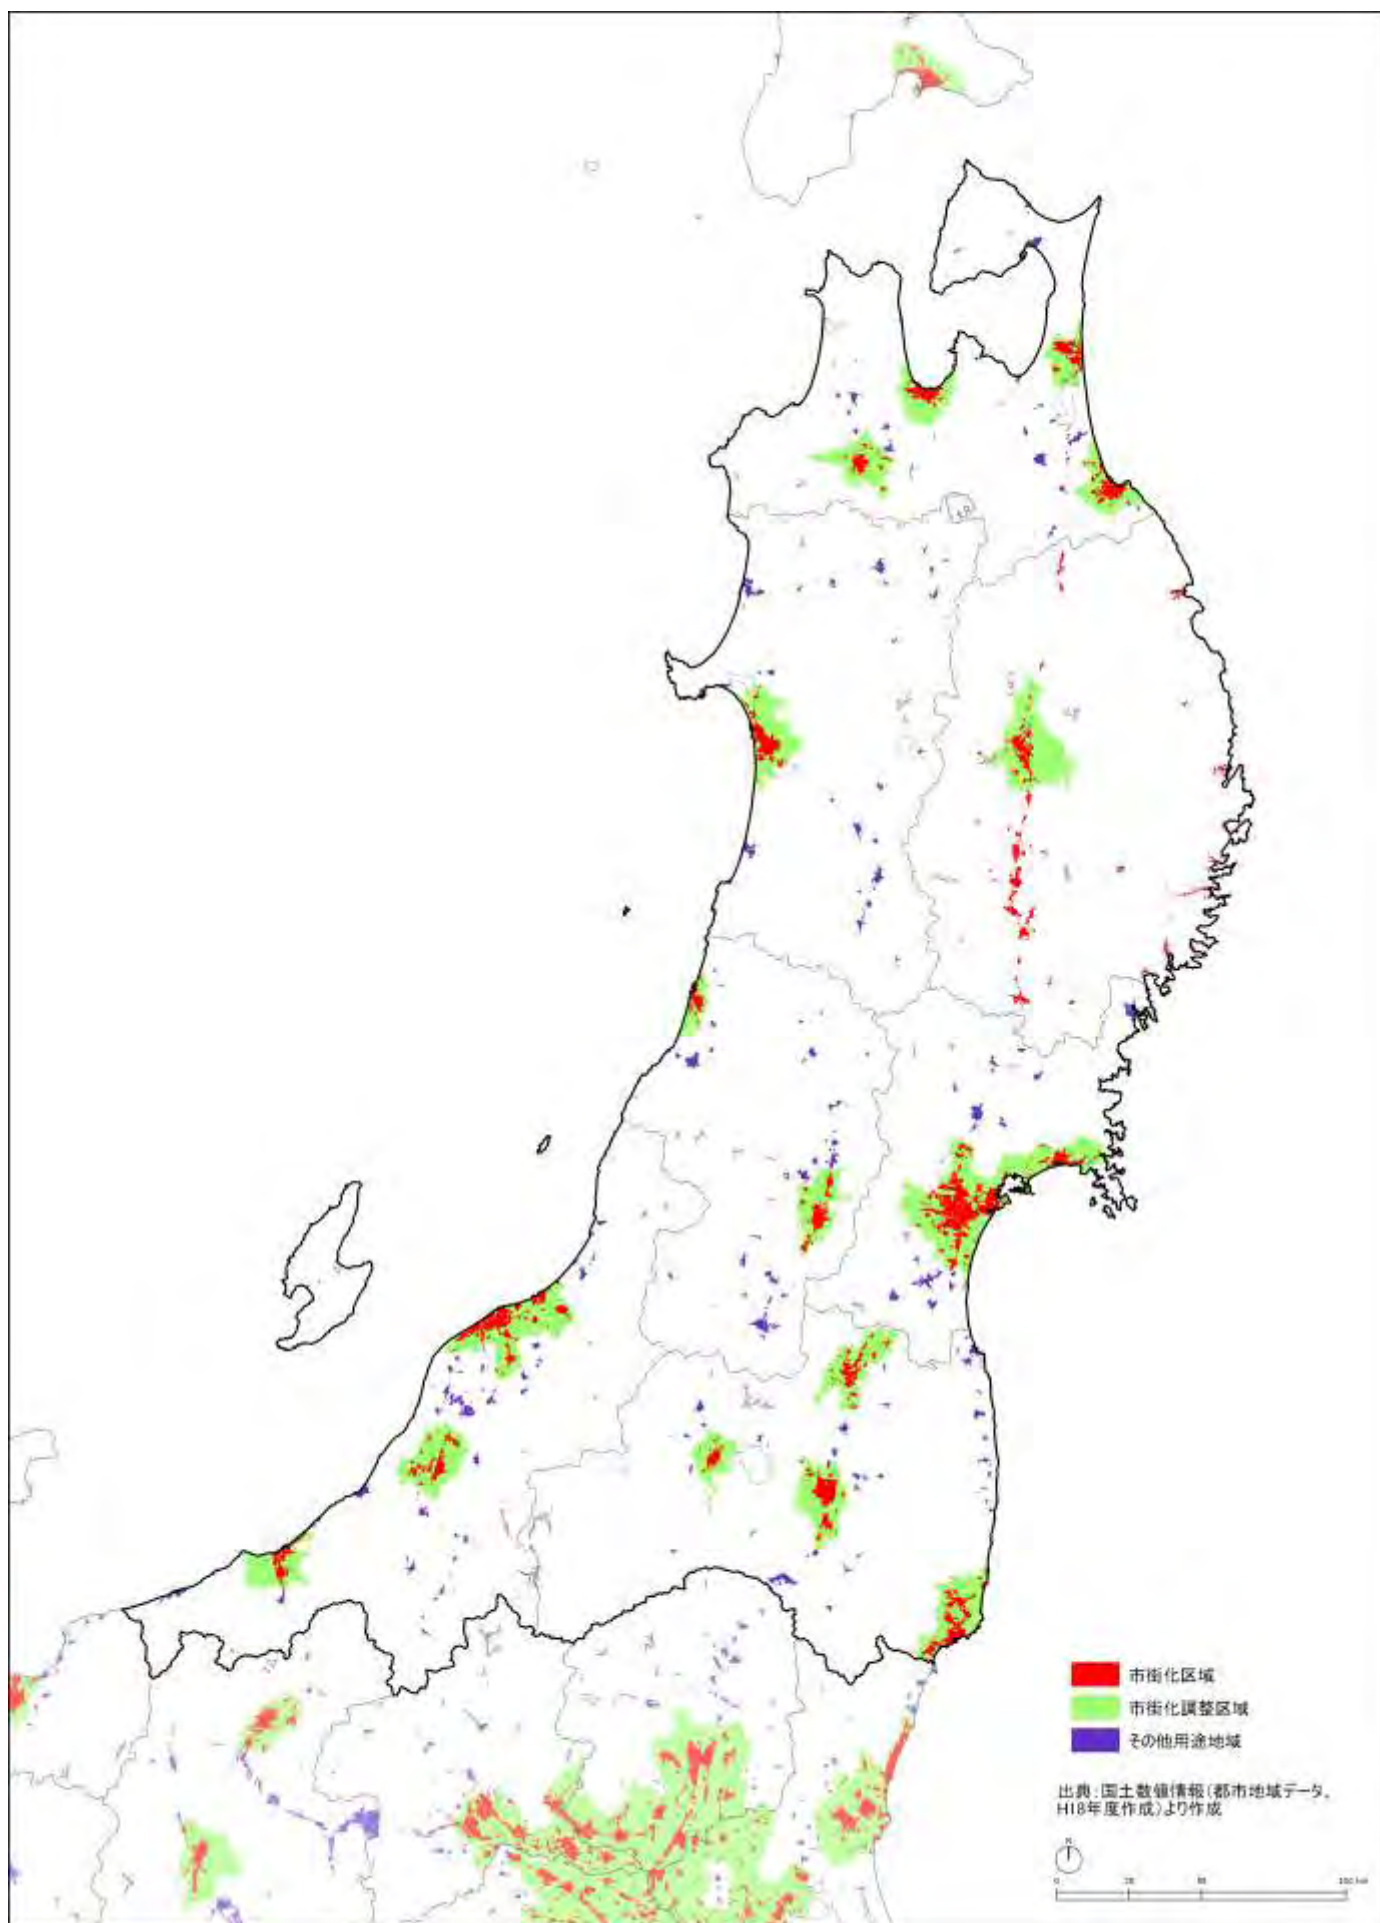 市街化区域
市街化調整区域
その他用途地域
出典：国土数値情報（都市地域データ、
H18年度作成）より作成
N
0